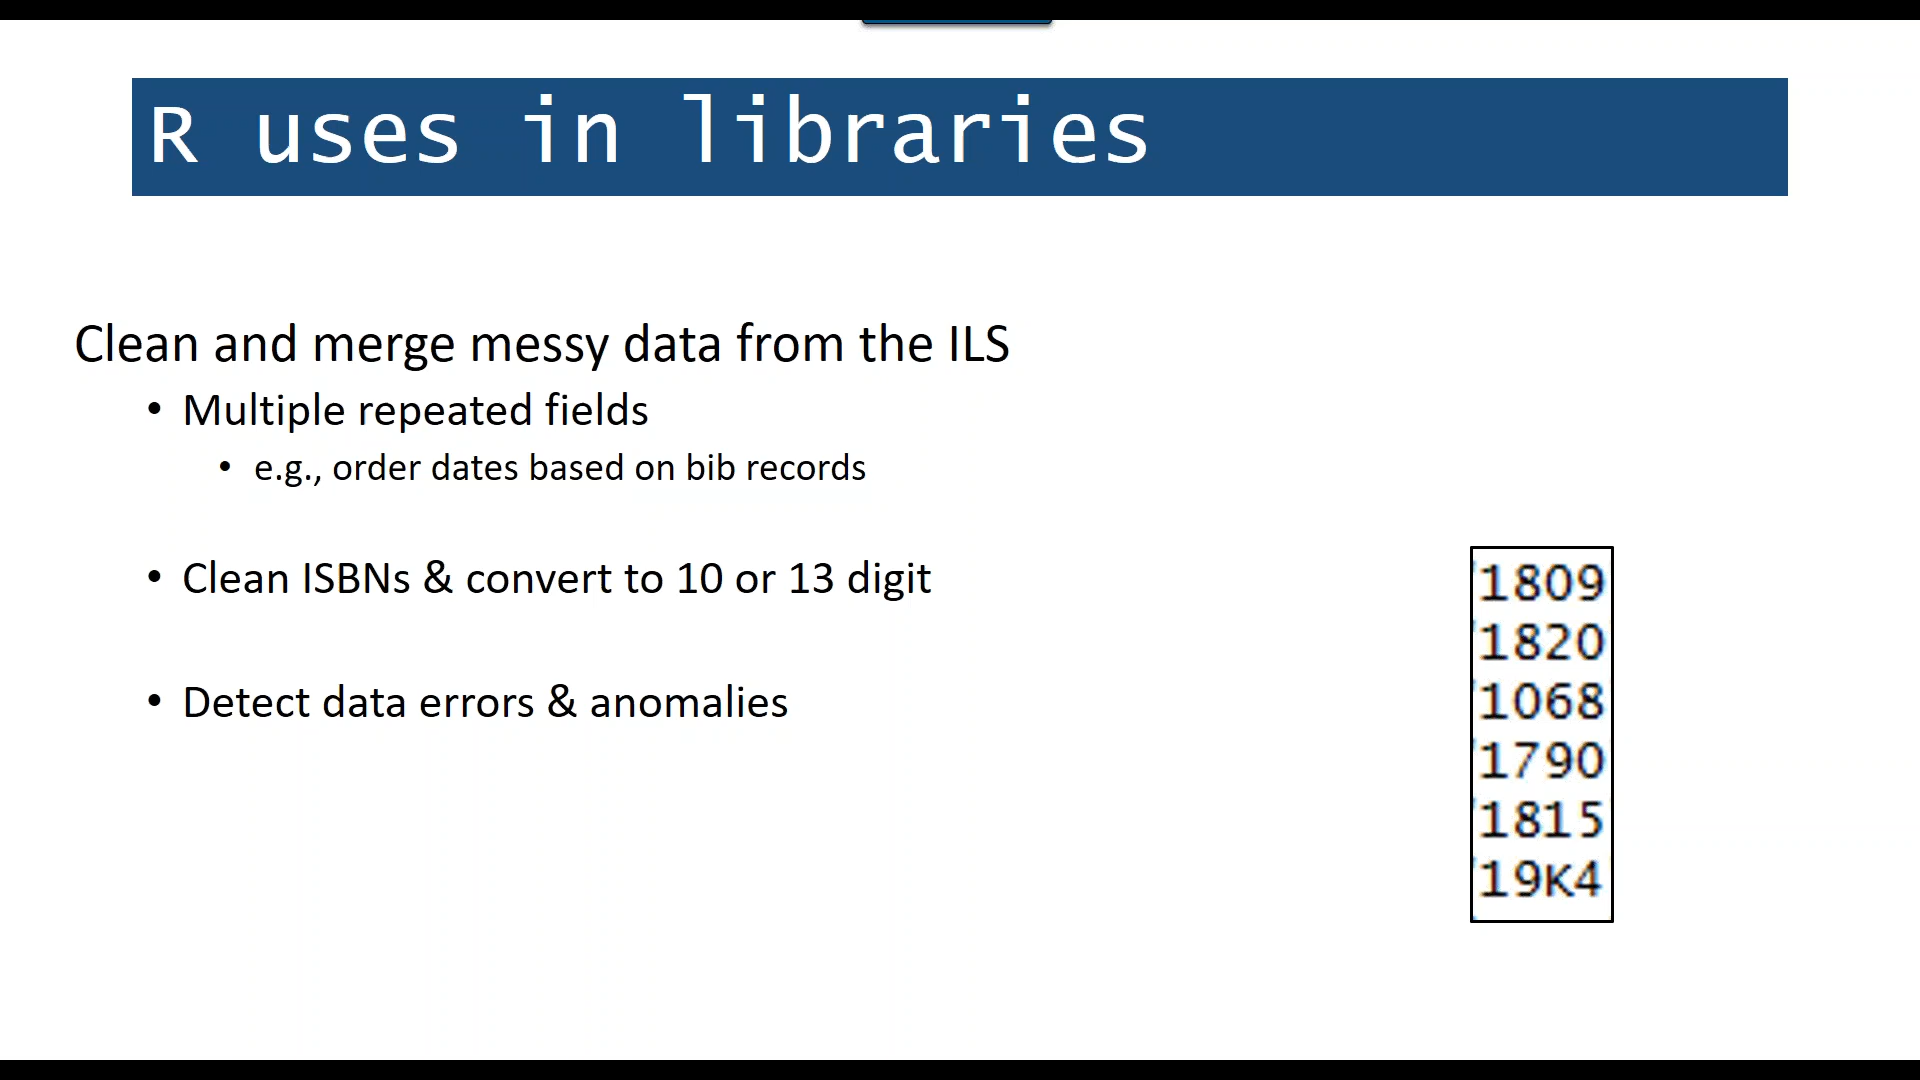 R uses in libraries
Clean and merge messy data from the ILS
• Multiple repeated fields
• e.g., order dates based on bib records
• Clean ISBNs & convert to 10 or 13 digit
• Detect data errors & anomalies
1809
1820
1068
1790
1815
19K4